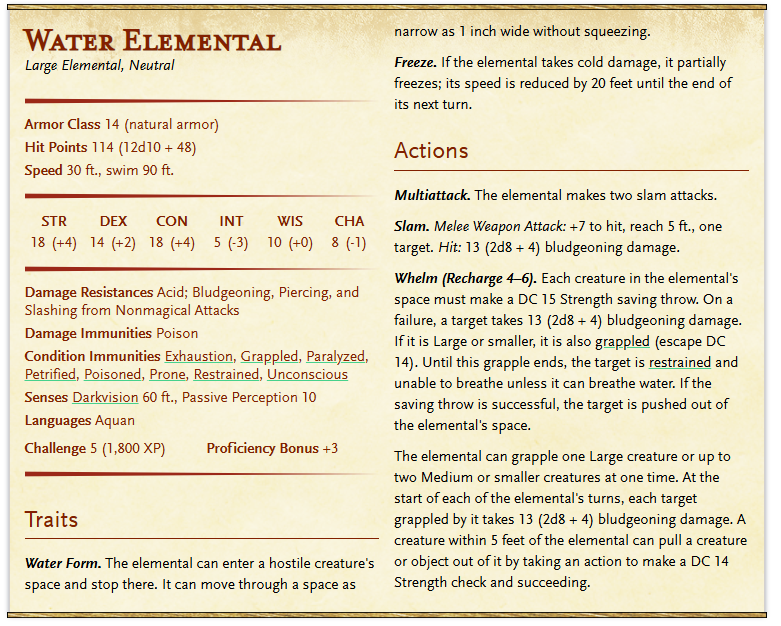 Water Elemental
Large Elemental, Neutral
Armor Class 14 (natural armor)
Hit Points 114 (12d10 + 48)
Speed 30 ft., swim 90 ft.
STR DEX CON INT WIS CHA
18 (+4) 14 (+2) 18 (+4) 5 (-3) 10 (+0) 8 (-1)
Damage Resistances Acid; Bludgeoning, Piercing, and
Slashing from Nonmagical Attacks
Damage Immunities Poison
Condition Immunities Exhaustion, Grappled, Paralyzed,
Petrified, Poisoned, Prone, Restrained, Unconscious
Senses Darkvision 60 ft., Passive Perception 10
Languages Aquan
Challenge 5 (1,800 XP) Proficiency Bonus +3
Traits
Water Form. The elemental can enter a hostile creature's
space and stop there. It can move through a space as
narrow as 1 inch wide without squeezing.
Freeze. If the elemental takes cold damage, it partially
freezes; its speed is reduced by 20 feet until the end of
its next turn.
Actions
Multiattack. The elemental makes two slam attacks.
Slam. Melee Weapon Attack: +7 to hit, reach 5 ft., one
target. Hit: 13 (2d8 + 4) bludgeoning damage.
Whelm (Recharge 4–6). Each creature in the elemental's
space must make a DC 15 Strength saving throw. On a
failure, a target takes 13 (2d8 + 4) bludgeoning damage.
If it is Large or smaller, it is also grappled (escape DC
14). Until this grapple ends, the target is restrained and
unable to breathe unless it can breathe water. If the
saving throw is successful, the target is pushed out of
the elemental's space.
The elemental can grapple one Large creature or up to
two Medium or smaller creatures at one time. At the
start of each of the elemental's turns, each target
grappled by it takes 13 (2d8 + 4) bludgeoning damage. A
creature within 5 feet of the elemental can pull a creature
or object out of it by taking an action to make a DC 14
Strength check and succeeding.